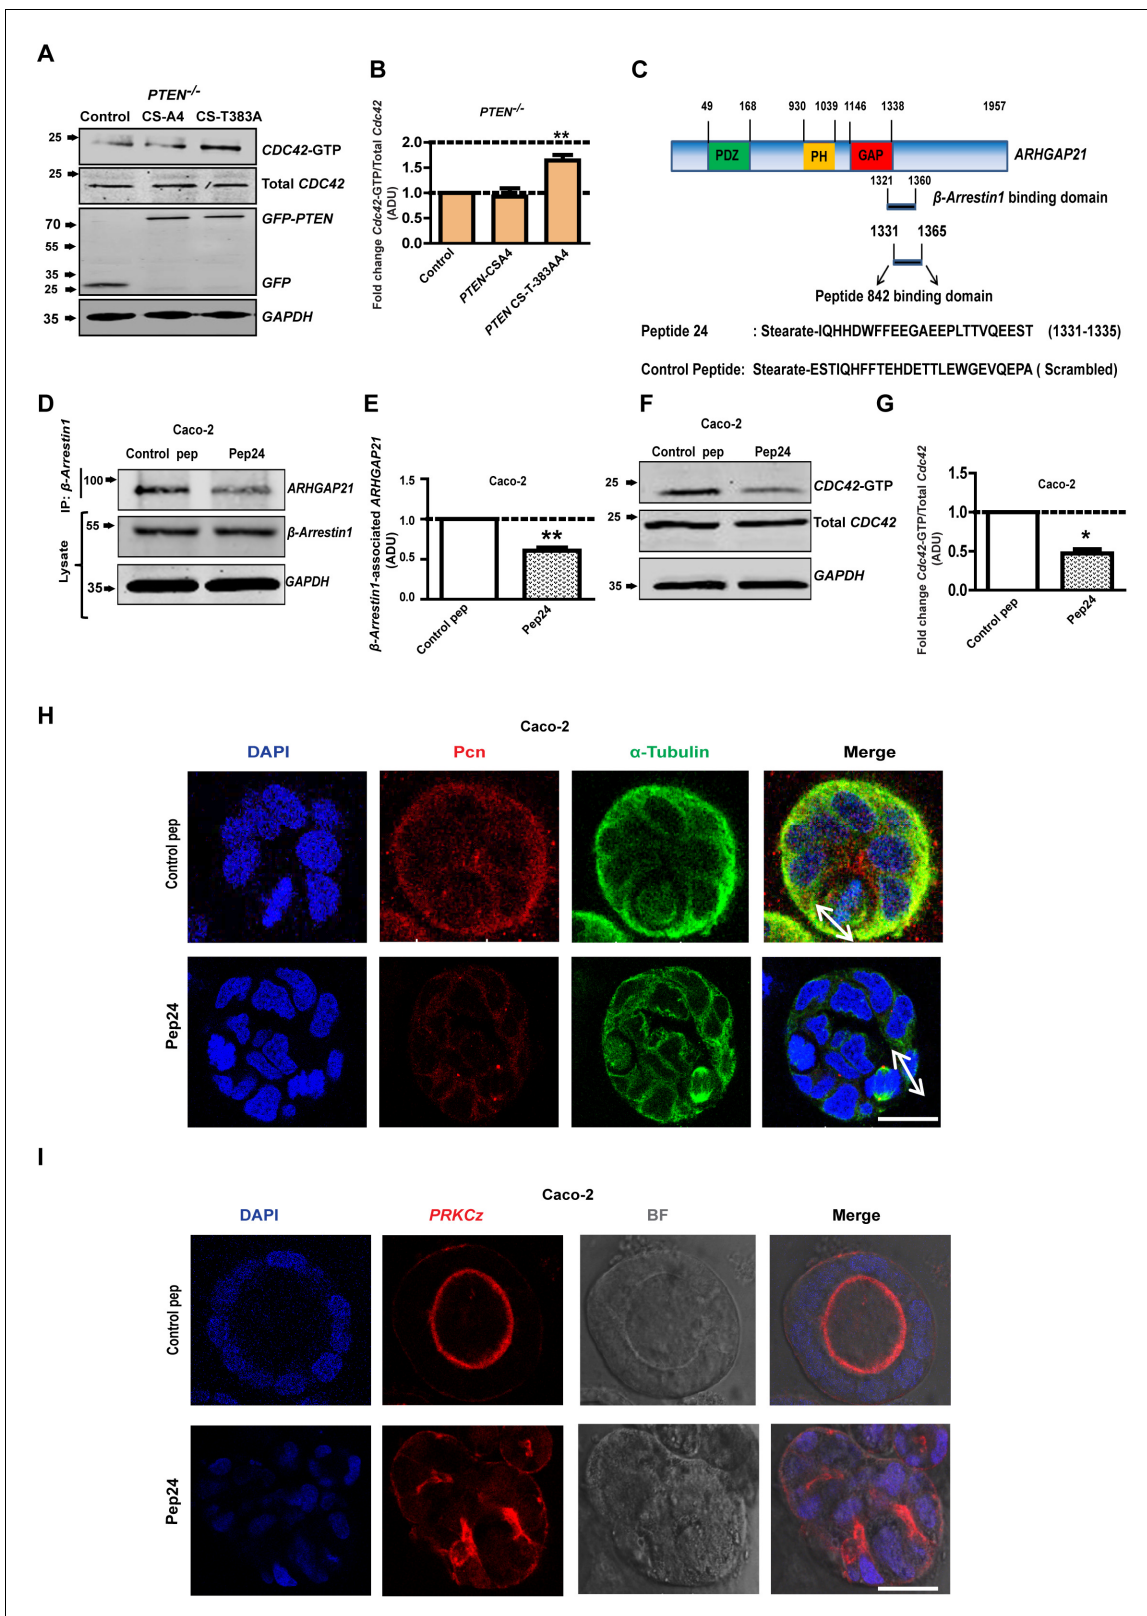 A
PTEN-/-
Control CS-A4 CS-T383A
25
CDC42-GTP
25
Total CDC42
70
GFP-PTEN
55
35
25
GFP
35
GAPDH
B
PTEN-/-
Fold change Cdc42-GTP/Total Cdc42
(ADU)
2.0
1.5
1.0
0.5
0.0
**
Control
PTEN-CSA4
PTEN CS-T-383AA4
C
49 168 930 1039 1146 1338 1957
PDZ PH GAP
ARHGAP21
1321 1360
β-Arrestin1 binding domain
1331 1365
Peptide 842 binding domain
Peptide 24 : Stearate-IQHHDWFFEEGAEEPLTTVQEEST (1331-1335)
Control Peptide: Stearate-ESTIQHFFTEHDETTLEWGEVQEPA ( Scrambled)
D
Caco-2
Control pep Pep24
IP: β-Arrestin1
100
ARHGAP21
Lysate
55
β-Arrestin1
35
GAPDH
E
Caco-2
β-Arrestin1-associated ARHGAP21
(ADU)
1.5
1.0
0.5
0.0
**
Control pep
Pep24
F
Caco-2
Control pep Pep24
25
CDC42-GTP
25
Total CDC42
35
GAPDH
G
Caco-2
Fold change Cdc42-GTP/Total Cdc42
(ADU)
1.5
1.0
0.5
0.0
*
Control pep
Pep24
H
Caco-2
DAPI Pcn α-Tubulin Merge
Control pep
Pep24
I
Caco-2
DAPI PRKCz BF Merge
Control pep
Pep24